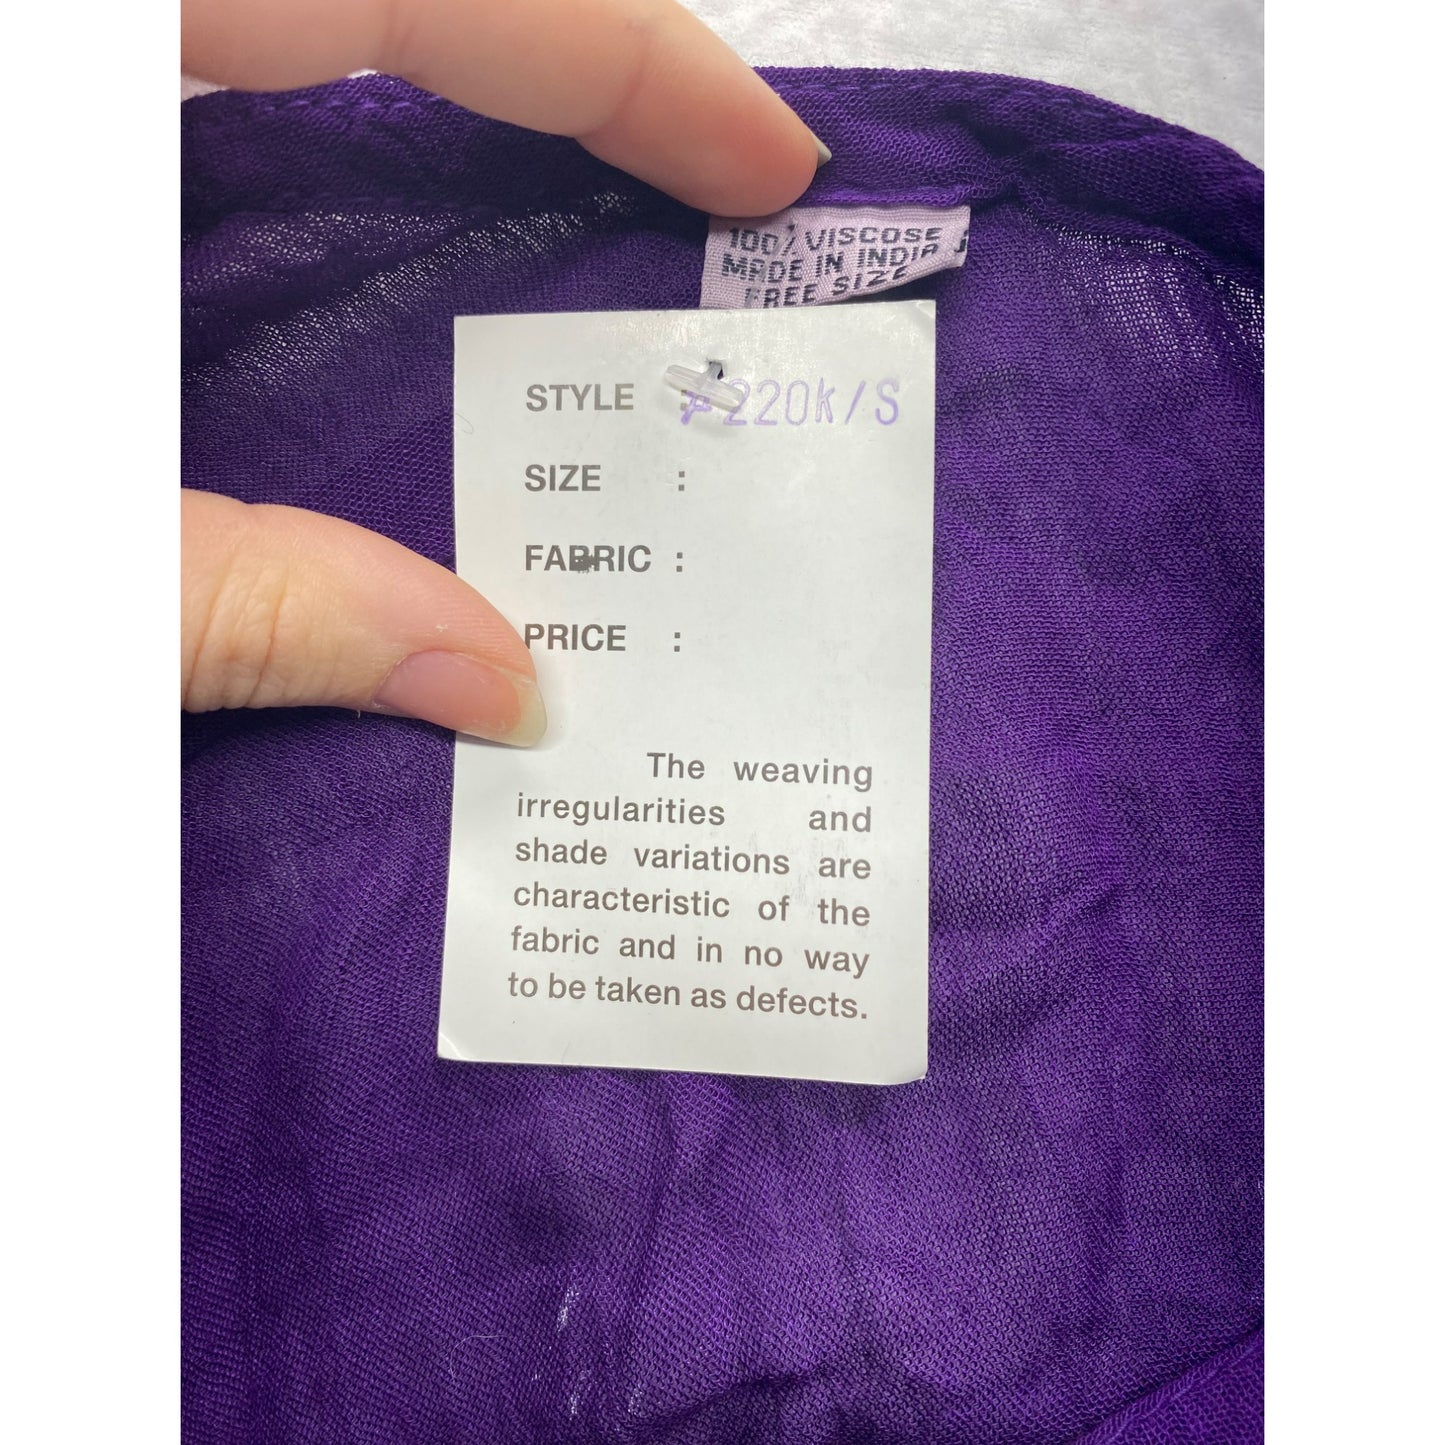 100% VISCOSE
MADE IN INDIA
FREE SIZE
STYLE : #220k/S
SIZE :
FABRIC :
PRICE :
The weaving
irregularities and
shade variations are
characteristic of the
fabric and in no way
to be taken as defects.